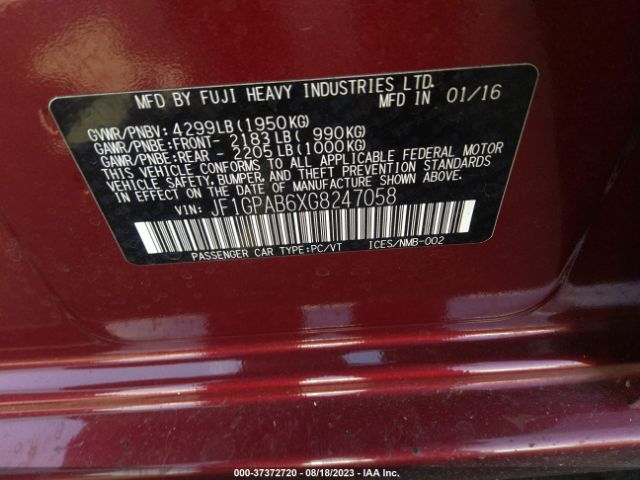 MFD BY FUJI HEAVY INDUSTRIES LTD.
MFD IN 01/16
GVWR/PNBV: 4299LB(1950KG)
GAWR/PNBE:FRONT- 2183LB( 990KG)
GAWR/PNBE:REAR - 2205LB(1000KG)
THIS VEHICLE CONFORMS TO ALL APPLICABLE FEDERAL MOTOR
VEHICLE SAFETY, BUMPER, AND THEFT PREVENTION STANDARDS
IN EFFECT ON THE DATE OF MANUFACTURE SHOWN ABOVE.
VIN: JF1GPAB6XG8247058
PASSENGER CAR TYPE:PC/VT ICES/NMB-002
000-37372720 - 08/18/2023 - IAA Inc.